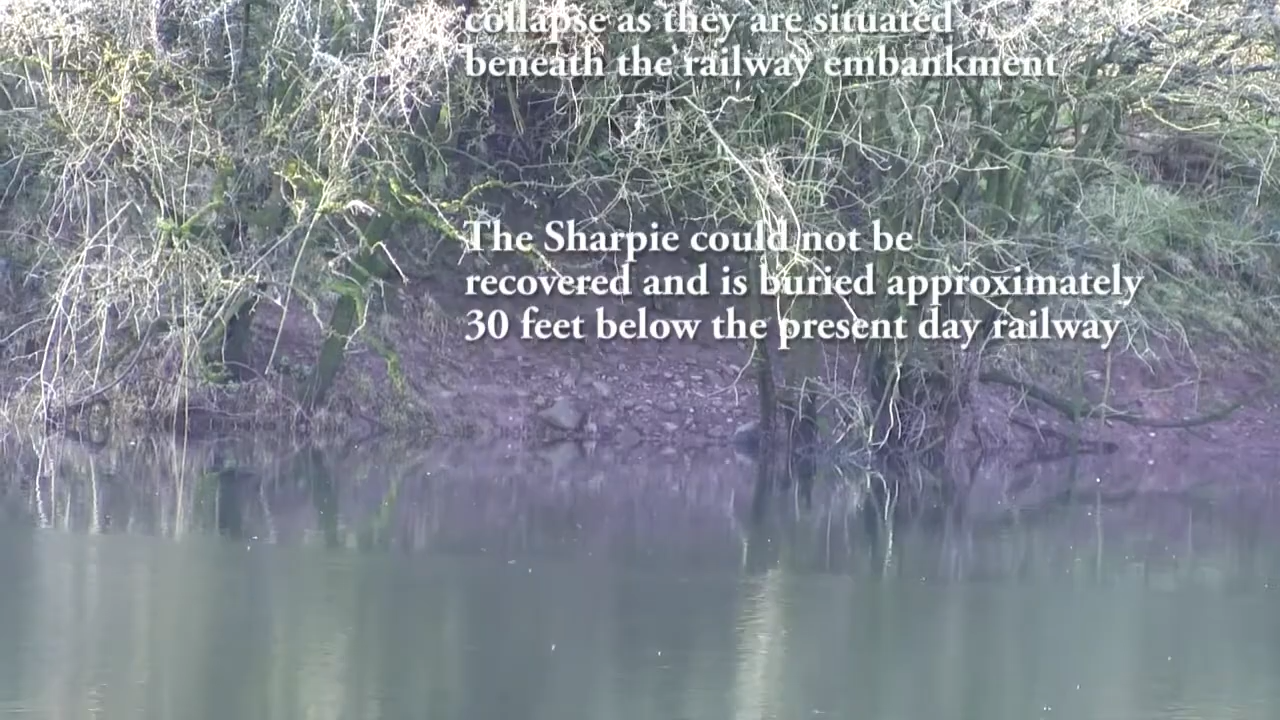 collapse as they are situated
beneath the railway embankment
The Sharpie could not be
recovered and is buried approximately
30 feet below the present day railway